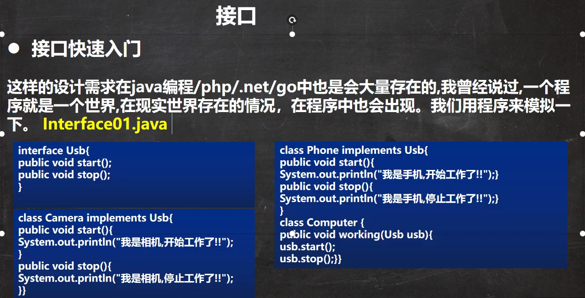 接口
● 接口快速入门
这样的设计需求在java编程/php/.net/go中也是会大量存在的,我曾经说过,一个程
序就是一个世界,在现实世界存在的情况，在程序中也会出现。我们用程序来模拟一
下。 Interface01.java
interface Usb{
public void start();
public void stop();
}
class Camera implements Usb{
public void start(){
System.out.println("我是相机,开始工作了!!");
}
public void stop(){
System.out.println("我是相机,停止工作了!!");
}}
class Phone implements Usb{
public void start(){
System.out.println("我是手机,开始工作了!!");}
public void stop(){
System.out.println("我是手机,停止工作了!!");}
}
class Computer {
public void working(Usb usb){
usb.start();
usb.stop();}}